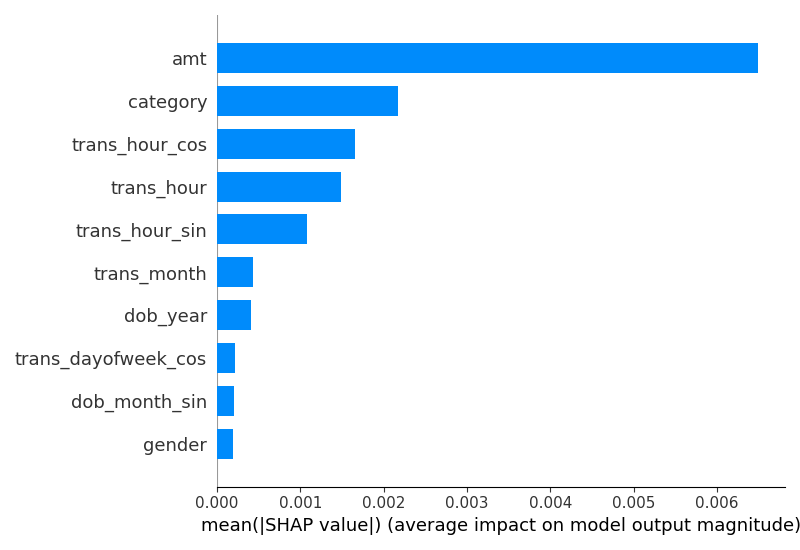 amt
category
trans_hour_cos
trans_hour
trans_hour_sin
trans_month
dob_year
trans_dayofweek_cos
dob_month_sin
gender
0.000 0.001 0.002 0.003 0.004 0.005 0.006
mean(|SHAP value|) (average impact on model output magnitude)